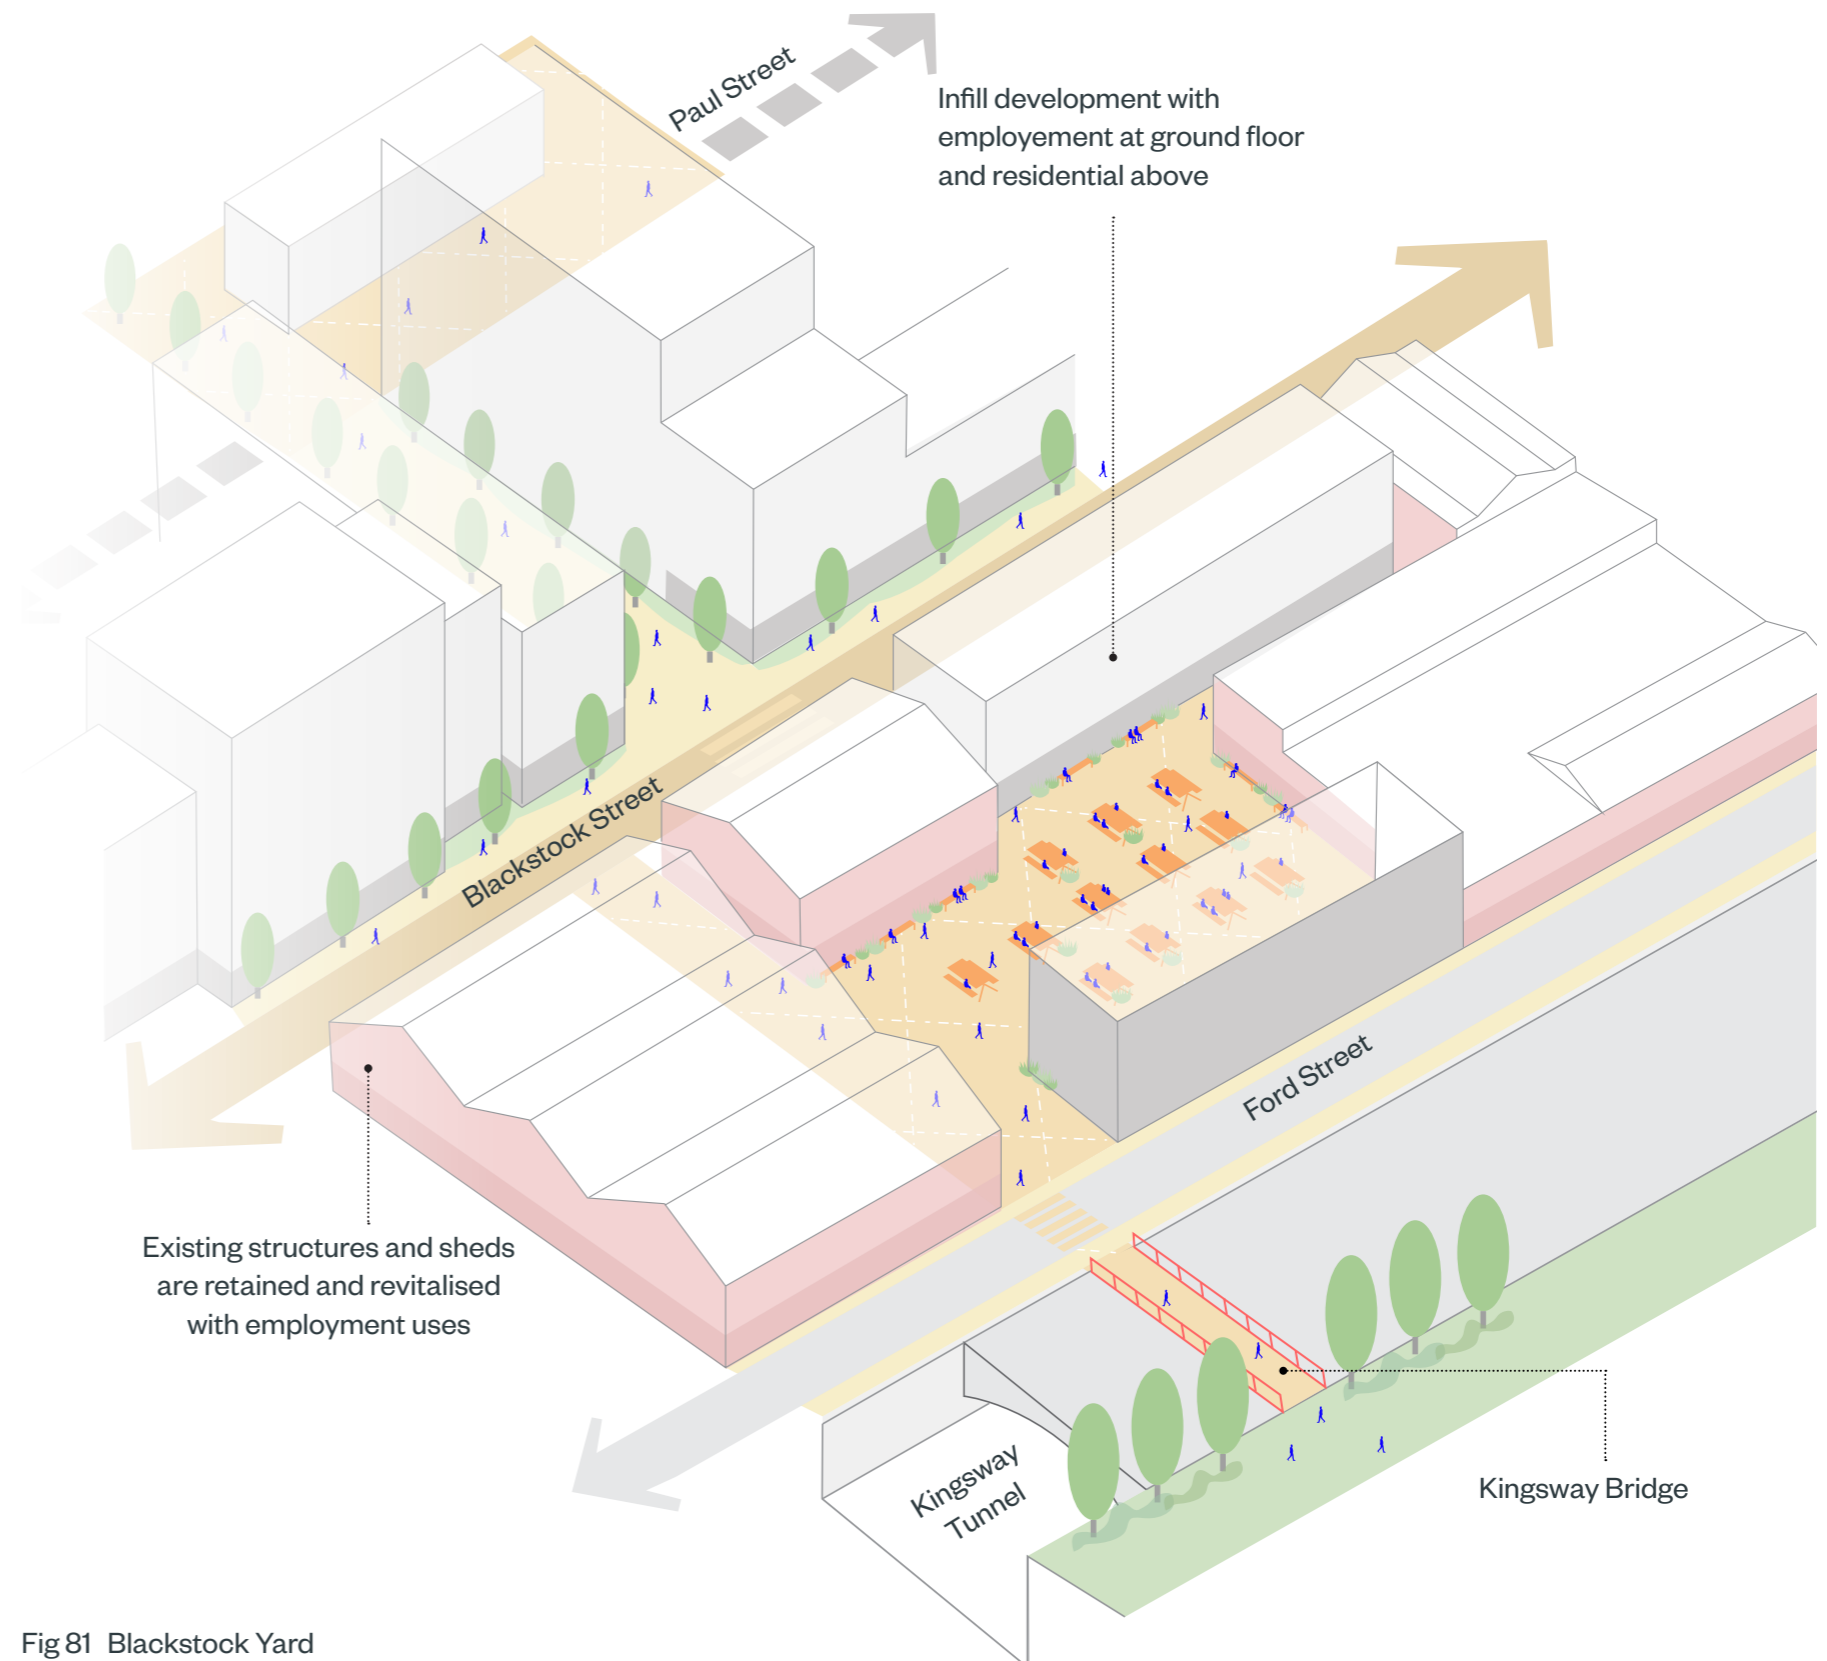 Paul Street
Infill development with
employement at ground floor
and residential above
Blackstock Street
Ford Street
Existing structures and sheds
are retained and revitalised
with employment uses
Kingsway
Tunnel
Kingsway Bridge
Fig 81 Blackstock Yard